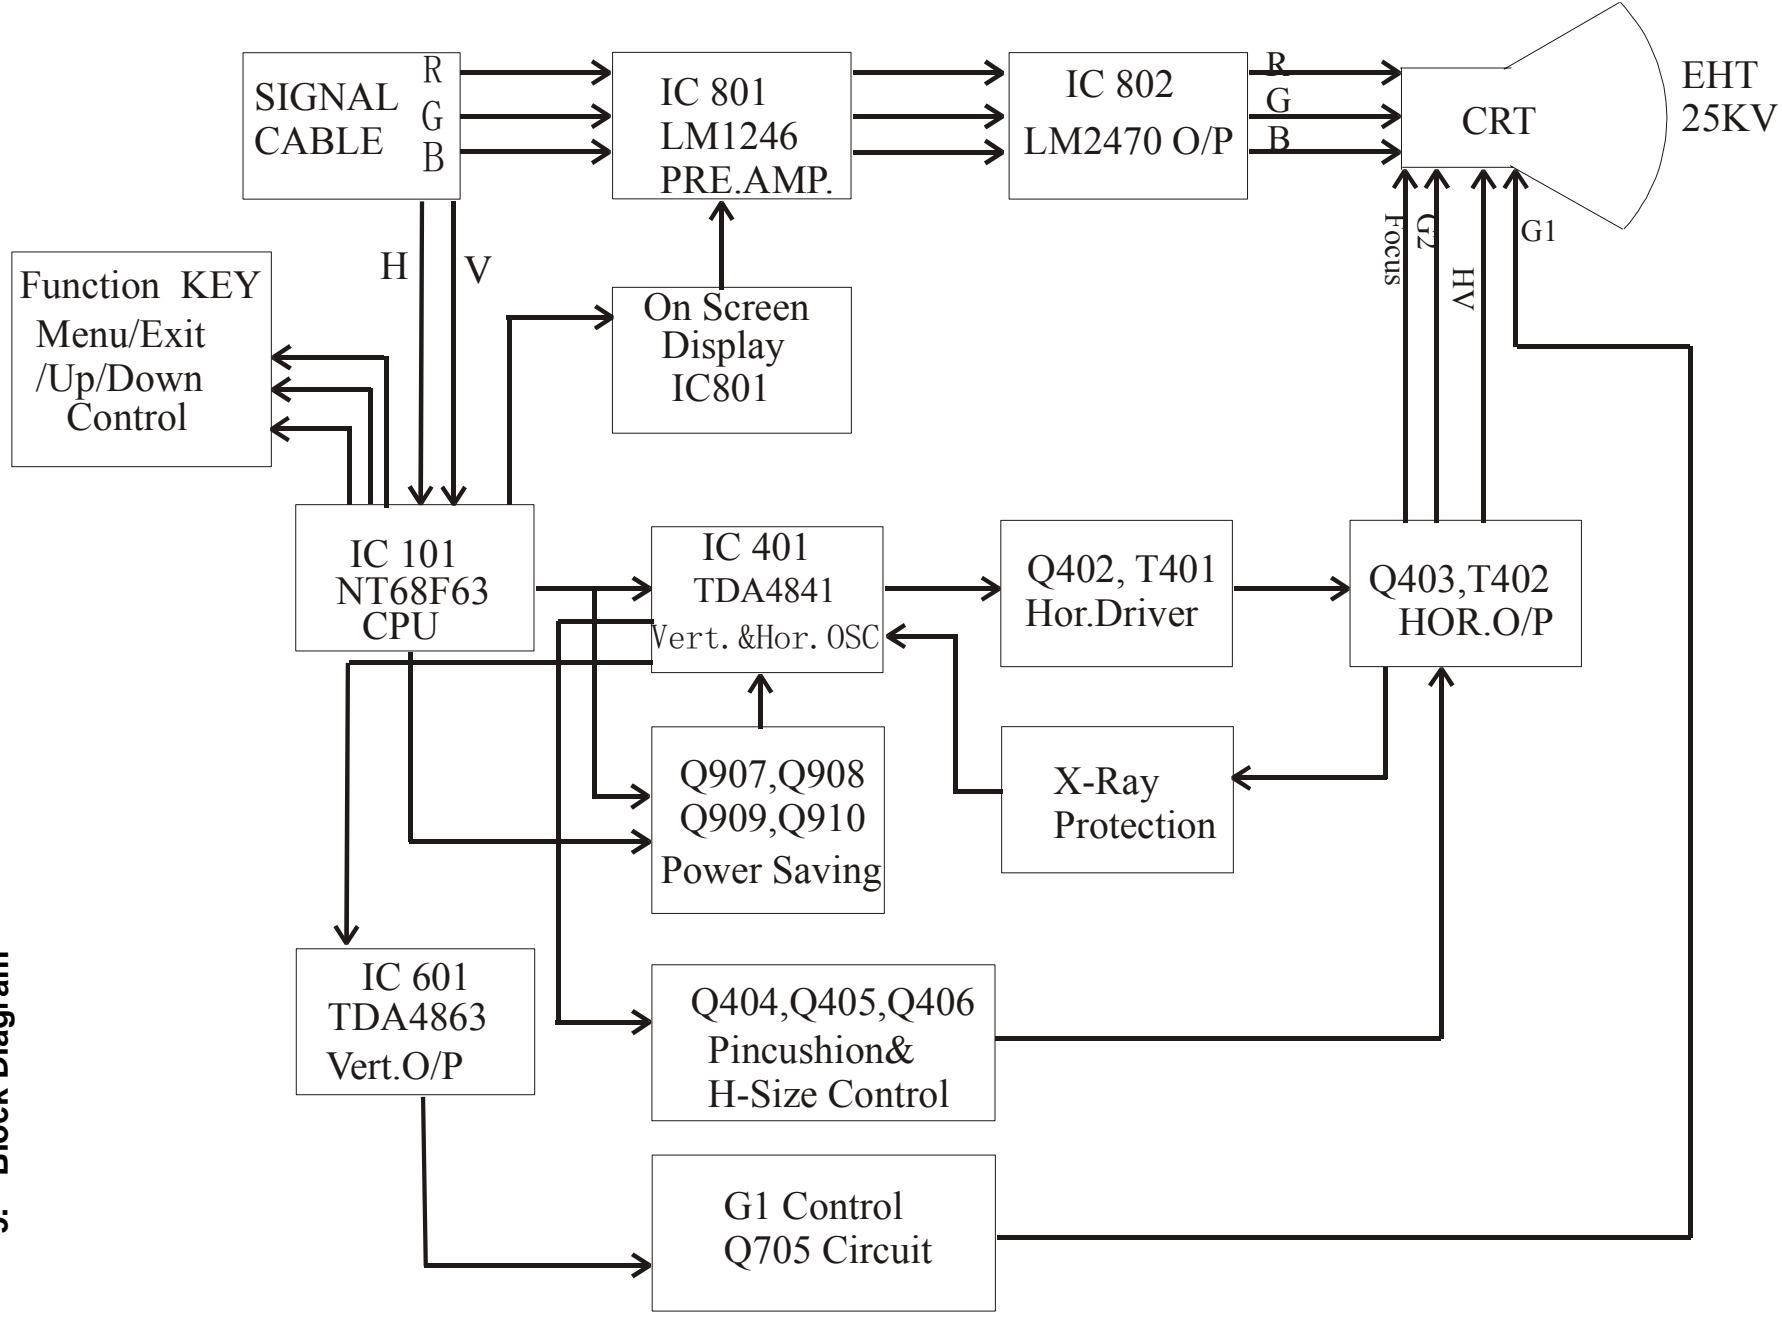 SIGNAL
CABLE
R
G
B
IC 801
LM1246
PRE.AMP.
IC 802
LM2470 O/P
R
G
B
CRT
EHT
25KV
H
V
Function KEY
Menu/Exit
/Up/Down
Control
On Screen
Display
IC801
Focus
G2
HV
G1
IC 101
NT68F63
CPU
IC 401
TDA4841
Vert.&Hor.OSC
Q402, T401
Hor.Driver
Q403,T402
HOR.O/P
Q907,Q908
Q909,Q910
Power Saving
X-Ray
Protection
IC 601
TDA4863
Vert.O/P
Q404,Q405,Q406
Pincushion&
H-Size Control
G1 Control
Q705 Circuit
Block Diagram